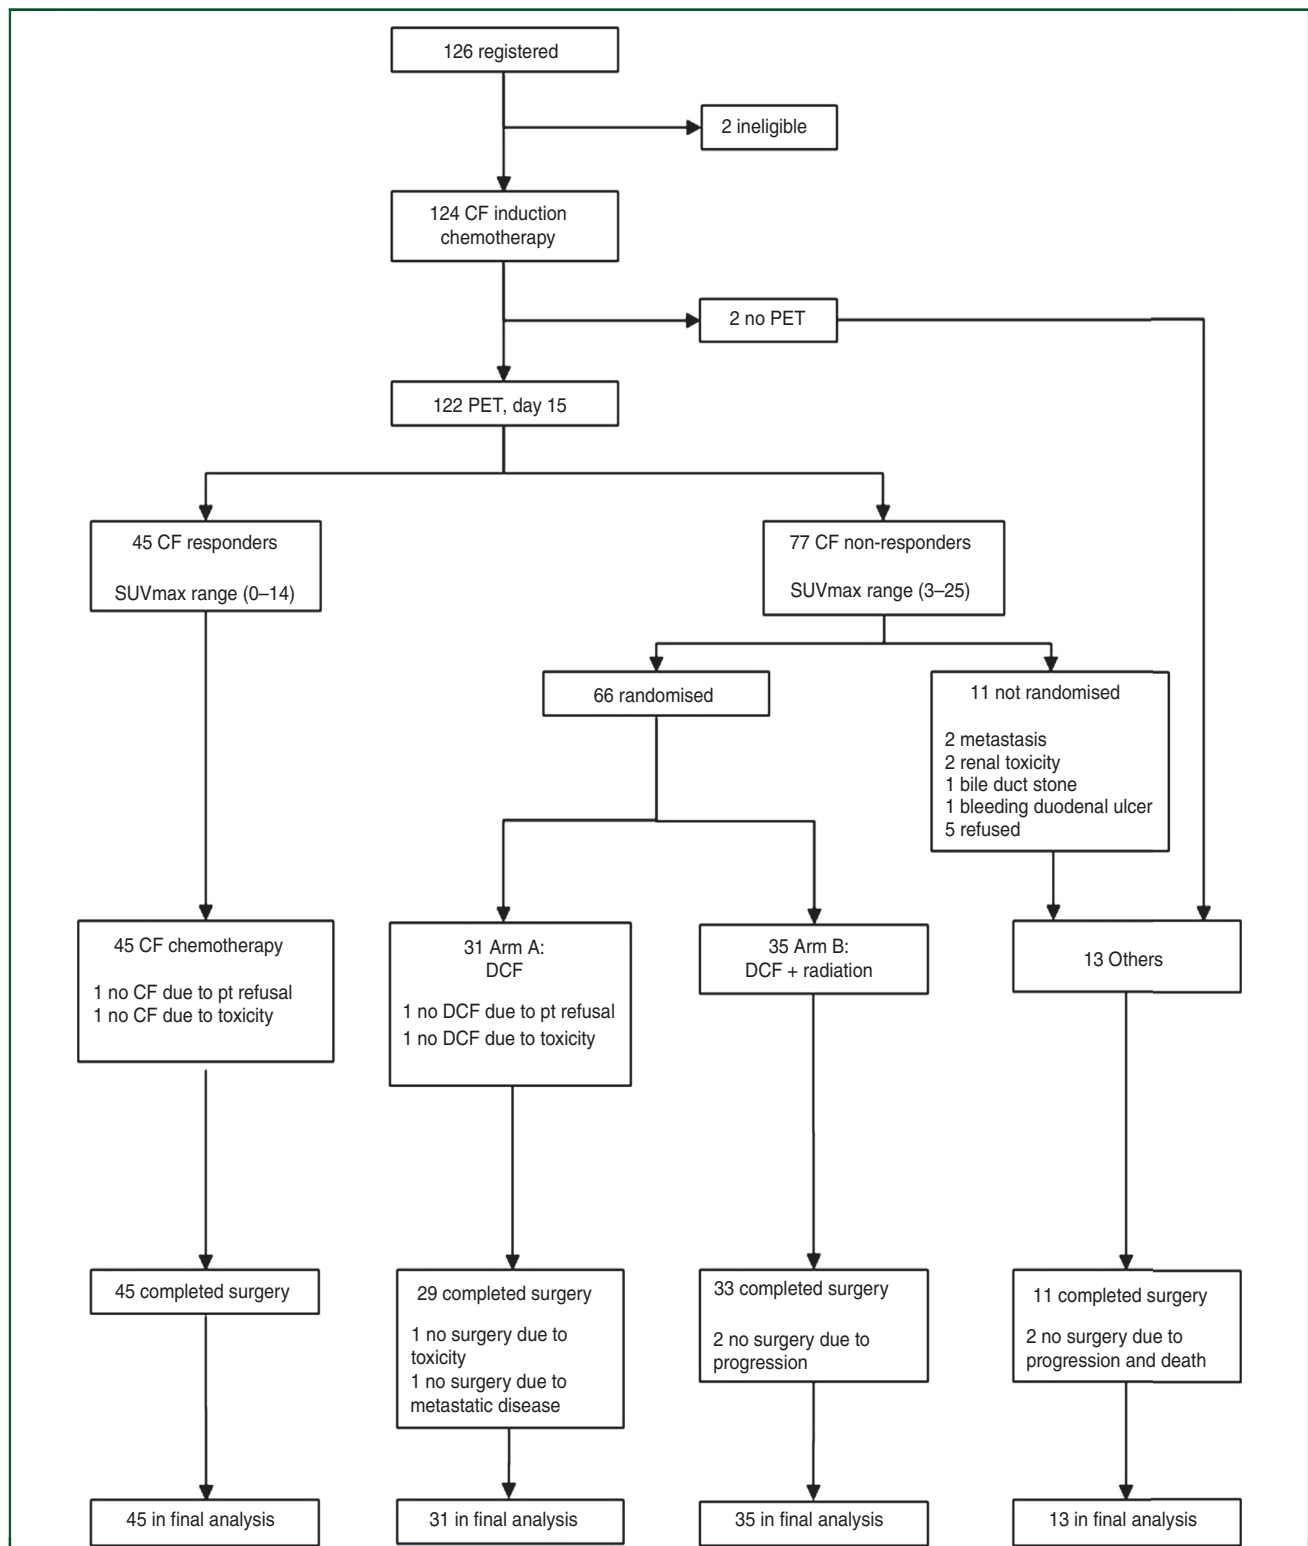 126 registered
2 ineligible
124 CF induction
chemotherapy
2 no PET
122 PET, day 15
45 CF responders
SUVmax range (0–14)
77 CF non-responders
SUVmax range (3–25)
66 randomised
11 not randomised
2 metastasis
2 renal toxicity
1 bile duct stone
1 bleeding duodenal ulcer
5 refused
45 CF chemotherapy
1 no CF due to pt refusal
1 no CF due to toxicity
31 Arm A:
DCF
1 no DCF due to pt refusal
1 no DCF due to toxicity
35 Arm B:
DCF + radiation
13 Others
45 completed surgery
29 completed surgery
1 no surgery due to
toxicity
1 no surgery due to
metastatic disease
33 completed surgery
2 no surgery due to
progression
11 completed surgery
2 no surgery due to
progression and death
45 in final analysis
31 in final analysis
35 in final analysis
13 in final analysis